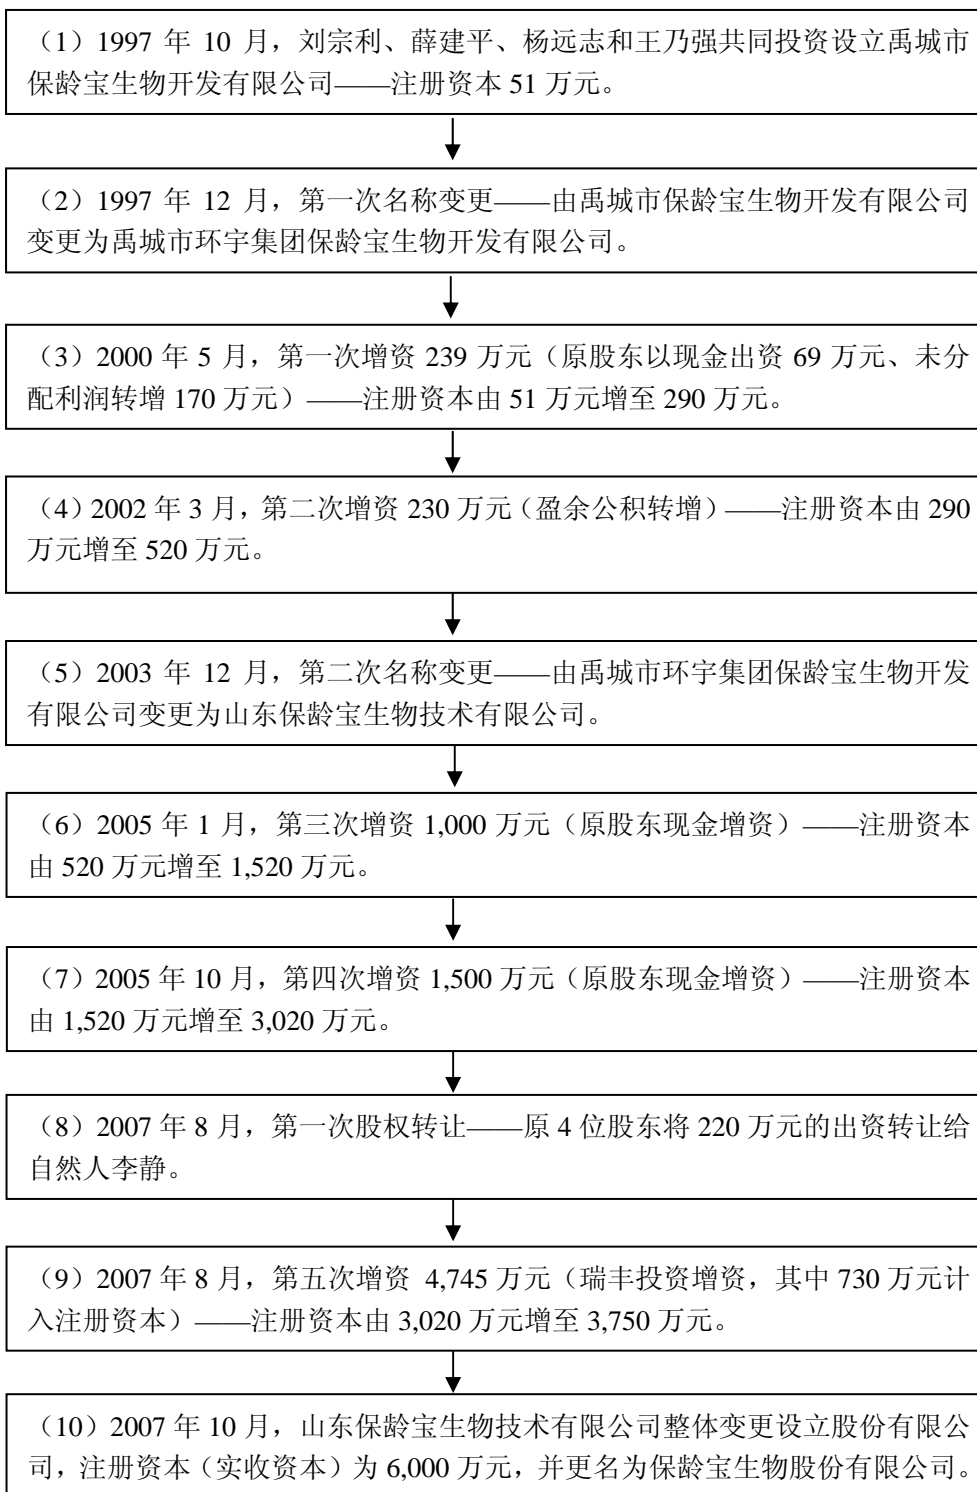 （1）1997 年 10 月，刘宗利、薛建平、杨远志和王乃强共同投资设立禹城市
保龄宝生物开发有限公司——注册资本 51 万元。
（2）1997 年 12 月，第一次名称变更——由禹城市保龄宝生物开发有限公司
变更为禹城市环宇集团保龄宝生物开发有限公司。
（3）2000 年 5 月，第一次增资 239 万元（原股东以现金出资 69 万元、未分
配利润转增 170 万元）——注册资本由 51 万元增至 290 万元。
（4）2002 年 3 月，第二次增资 230 万元（盈余公积转增）——注册资本由 290
万元增至 520 万元。
（5）2003 年 12 月，第二次名称变更——由禹城市环宇集团保龄宝生物开发
有限公司变更为山东保龄宝生物技术有限公司。
（6）2005 年 1 月，第三次增资 1,000 万元（原股东现金增资）——注册资本
由 520 万元增至 1,520 万元。
（7）2005 年 10 月，第四次增资 1,500 万元（原股东现金增资）——注册资本
由 1,520 万元增至 3,020 万元。
（8）2007 年 8 月，第一次股权转让——原 4 位股东将 220 万元的出资转让给
自然人李静。
（9）2007 年 8 月，第五次增资 4,745 万元（瑞丰投资增资，其中 730 万元计
入注册资本）——注册资本由 3,020 万元增至 3,750 万元。
（10）2007 年 10 月，山东保龄宝生物技术有限公司整体变更设立股份有限公
司，注册资本（实收资本）为 6,000 万元，并更名为保龄宝生物股份有限公司。